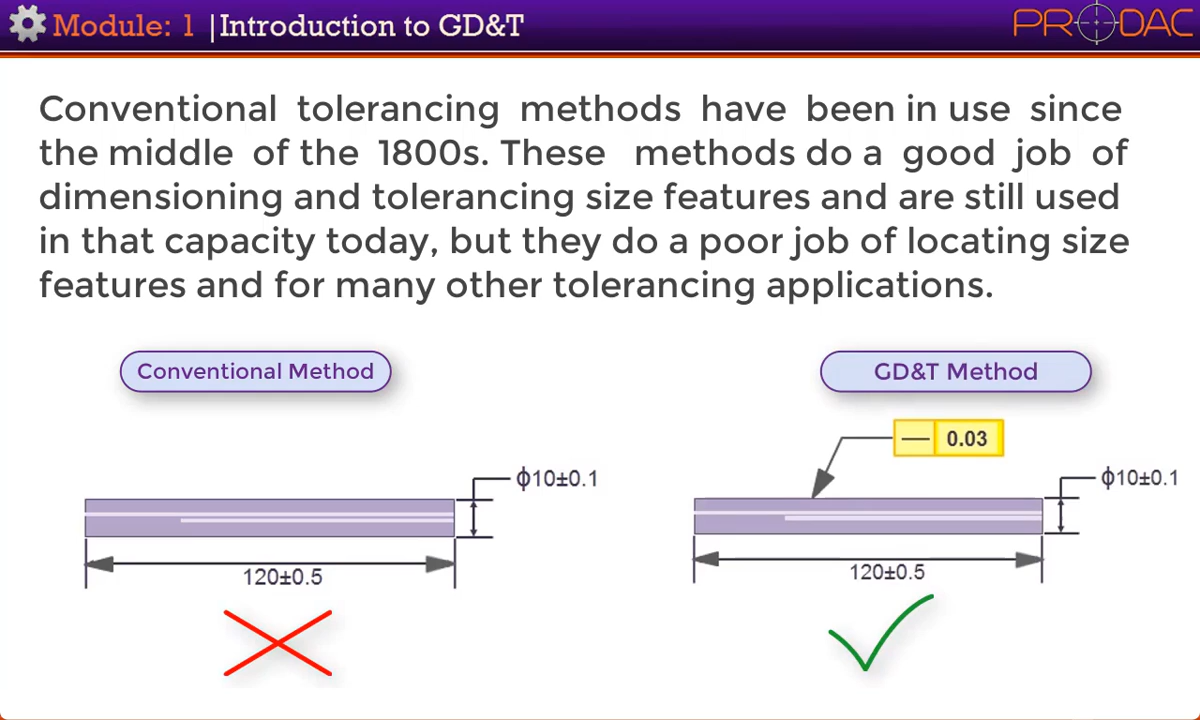 Module: 1 |Introduction to GD&T
PRODAC
Conventional tolerancing methods have been in use since
the middle of the 1800s. These methods do a good job of
dimensioning and tolerancing size features and are still used
in that capacity today, but they do a poor job of locating size
features and for many other tolerancing applications.
Conventional Method
GD&T Method
— 0.03
ϕ10±0.1
ϕ10±0.1
120±0.5
120±0.5